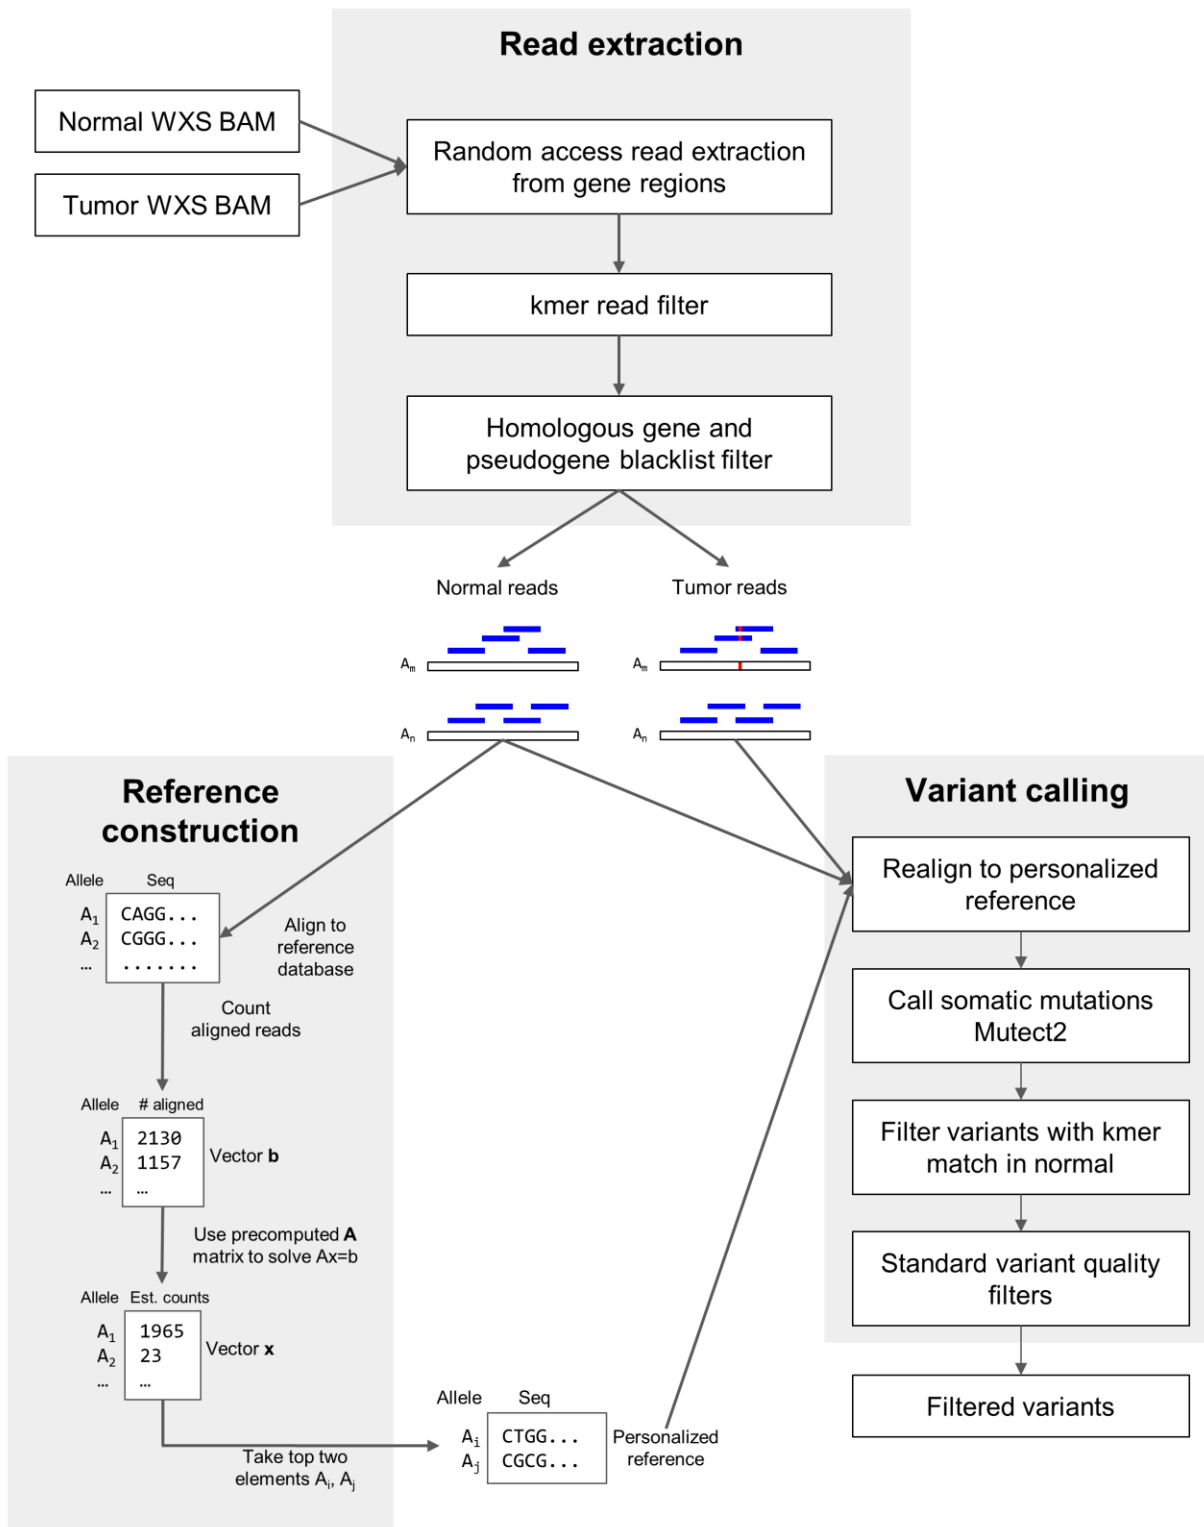 Read extraction
Normal WXS BAM
Tumor WXS BAM
Random access read extraction
from gene regions
kmer read filter
Homologous gene and
pseudogene blacklist filter
Normal reads
Tumor reads
Am
Am
An
An
Reference
construction
Allele Seq
A1 CAGG...
A2 CGGG...
… .......
Align to
reference
database
Count
aligned reads
Allele # aligned
A1 2130
A2 1157
… …
Vector b
Use precomputed A
matrix to solve Ax=b
Allele Est. counts
A1 1965
A2 23
… …
Vector x
Take top two
elements Ai, Aj
Allele Seq
Ai CTGG...
Aj CGCG...
Personalized
reference
Variant calling
Realign to personalized
reference
Call somatic mutations
Mutect2
Filter variants with kmer
match in normal
Standard variant quality
filters
Filtered variants